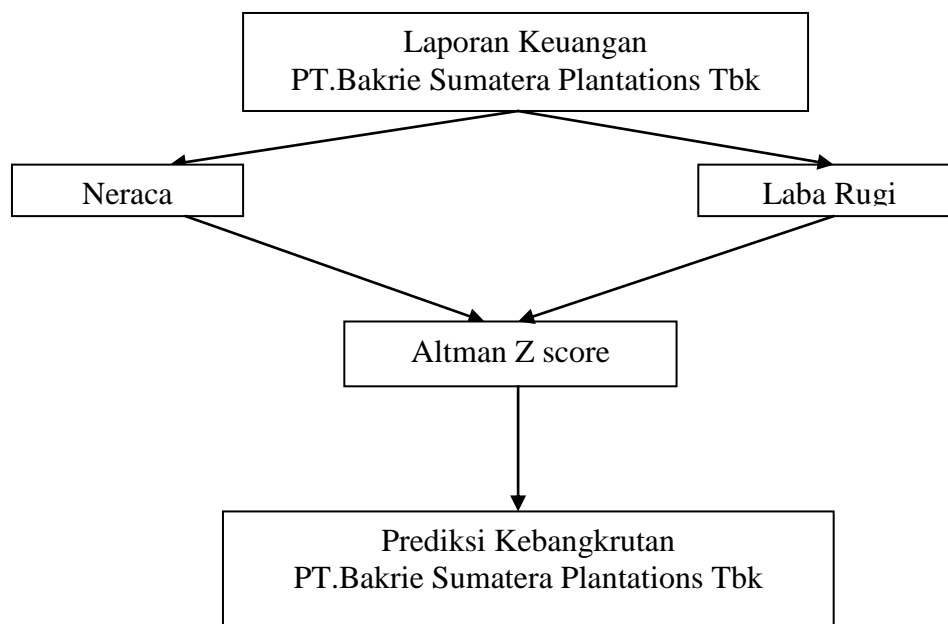 Laporan Keuangan
PT.Bakrie Sumatera Plantations Tbk
Neraca
Laba Rugi
Altman Z score
Prediksi Kebangkrutan
PT.Bakrie Sumatera Plantations Tbk